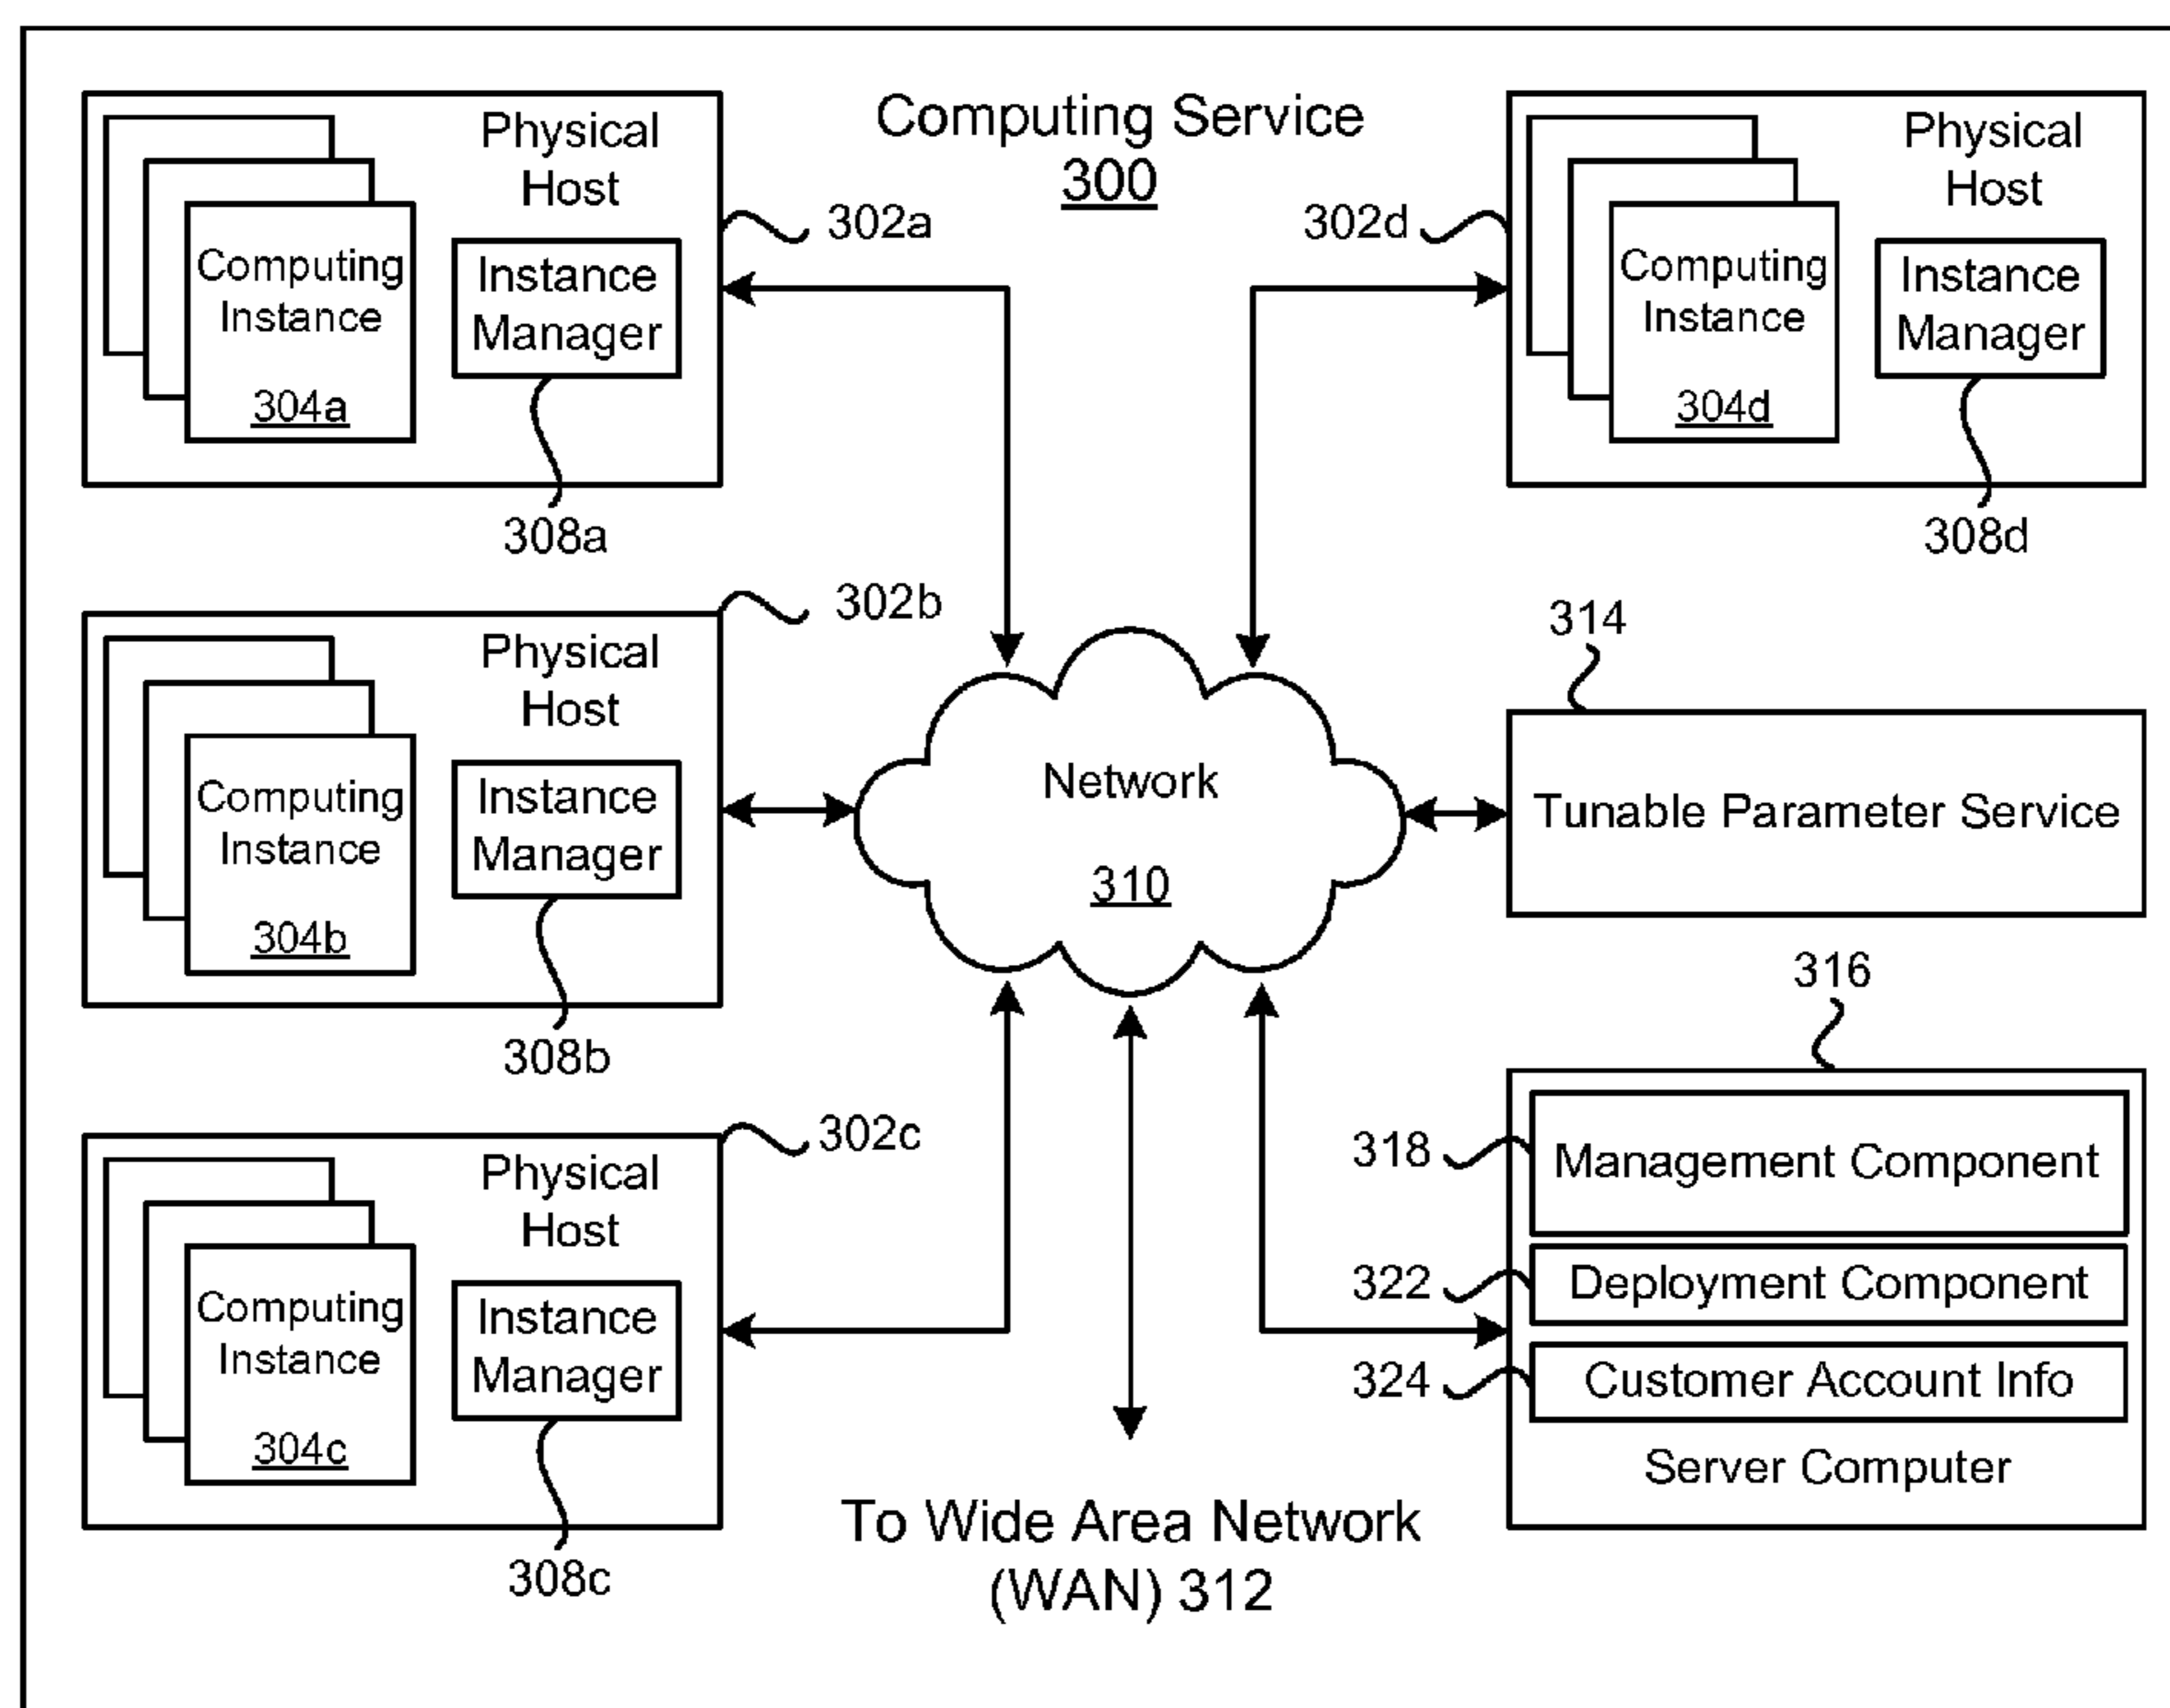 Computing Service
300
Physical
Host
Computing
Instance
304a
Instance
Manager
302a
308a
302d
Physical
Host
Computing
Instance
304d
Instance
Manager
308d
302b
Physical
Host
Computing
Instance
304b
Instance
Manager
308b
Network
310
314
Tunable Parameter Service
302c
Physical
Host
Computing
Instance
304c
Instance
Manager
308c
316
318
Management Component
322
Deployment Component
324
Customer Account Info
Server Computer
To Wide Area Network
(WAN) 312